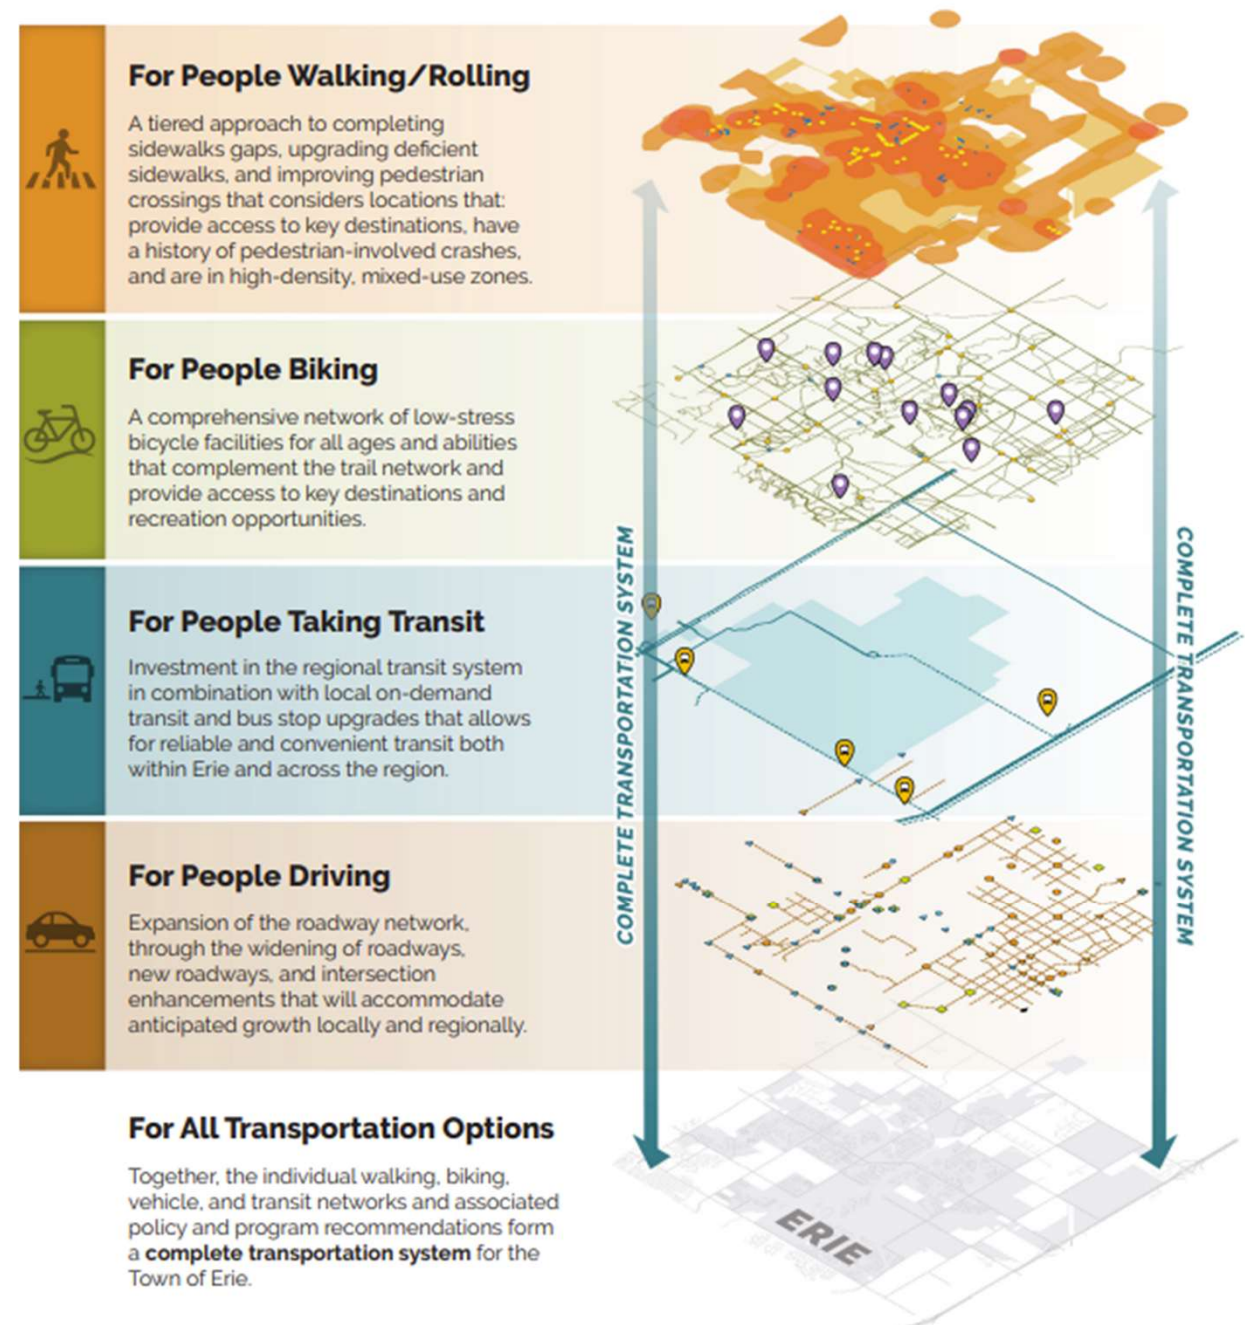 For People Walking/Rolling
A tiered approach to completing
sidewalks gaps, upgrading deficient
sidewalks, and improving pedestrian
crossings that considers locations that:
provide access to key destinations, have
a history of pedestrian-involved crashes,
and are in high-density, mixed-use zones.
For People Biking
A comprehensive network of low-stress
bicycle facilities for all ages and abilities
that complement the trail network and
provide access to key destinations and
recreation opportunities.
For People Taking Transit
Investment in the regional transit system
in combination with local on-demand
transit and bus stop upgrades that allows
for reliable and convenient transit both
within Erie and across the region.
For People Driving
Expansion of the roadway network,
through the widening of roadways,
new roadways, and intersection
enhancements that will accommodate
anticipated growth locally and regionally.
For All Transportation Options
Together, the individual walking, biking,
vehicle, and transit networks and associated
policy and program recommendations form
a complete transportation system for the
Town of Erie.
COMPLETE TRANSPORTATION SYSTEM
COMPLETE TRANSPORTATION SYSTEM
ERIE